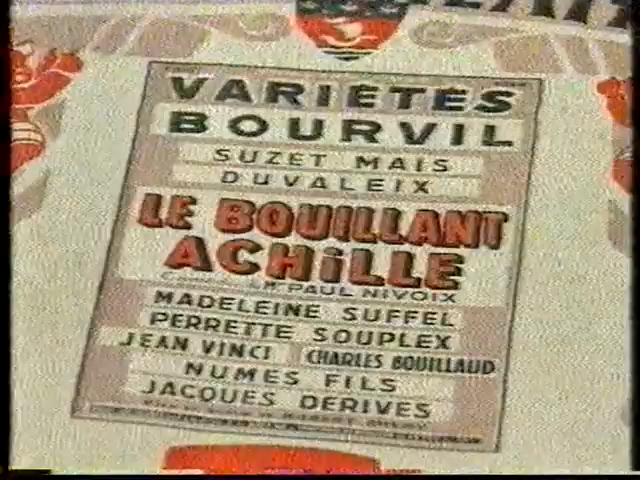 VARIÉTÉS
BOURVIL
SUZET MAIS
DUVALEIX
LE BOUILLANT
ACHiLLE
PAUL NIVOIX
MADELEINE SUFFEL
PERRETTE SOUPLEX
JEAN VINCI CHARLES BOUILLAUD
NUMES FILS
JACQUES DERIVES